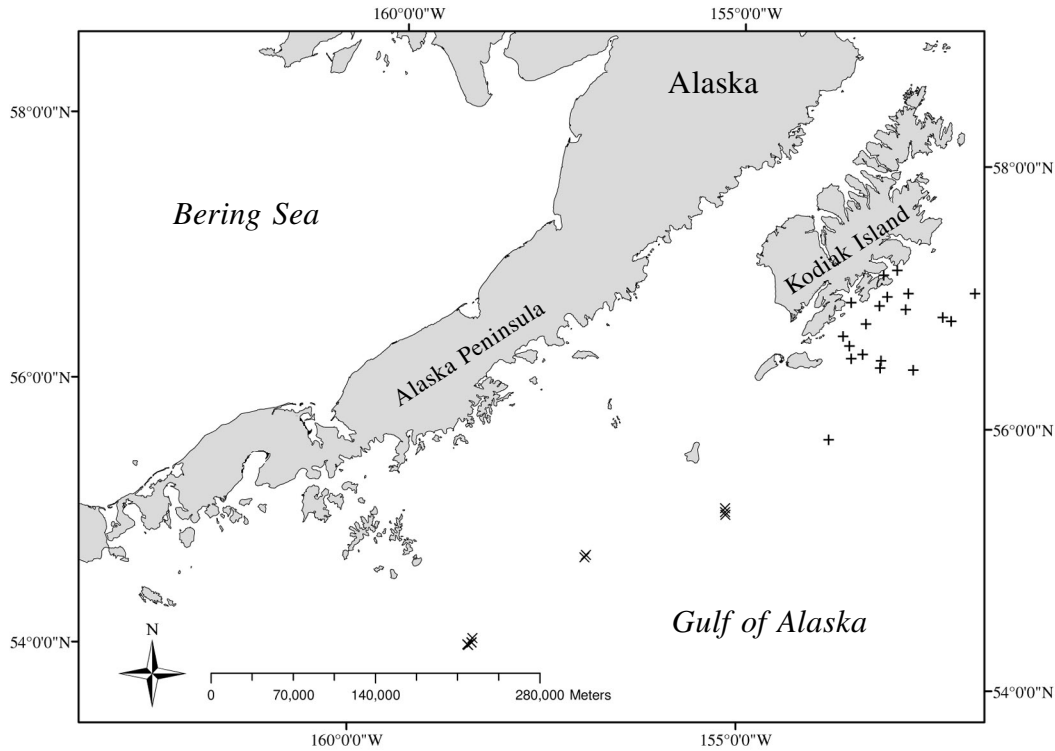 160°0'0"W 155°0'0"W
Alaska
58°0'0"N
58°0'0"N
Bering Sea
Kodiak Island
Alaska Peninsula
56°0'0"N
56°0'0"N
Gulf of Alaska
N
54°0'0"N
0 70,000 140,000 280,000 Meters
54°0'0"N
160°0'0"W 155°0'0"W